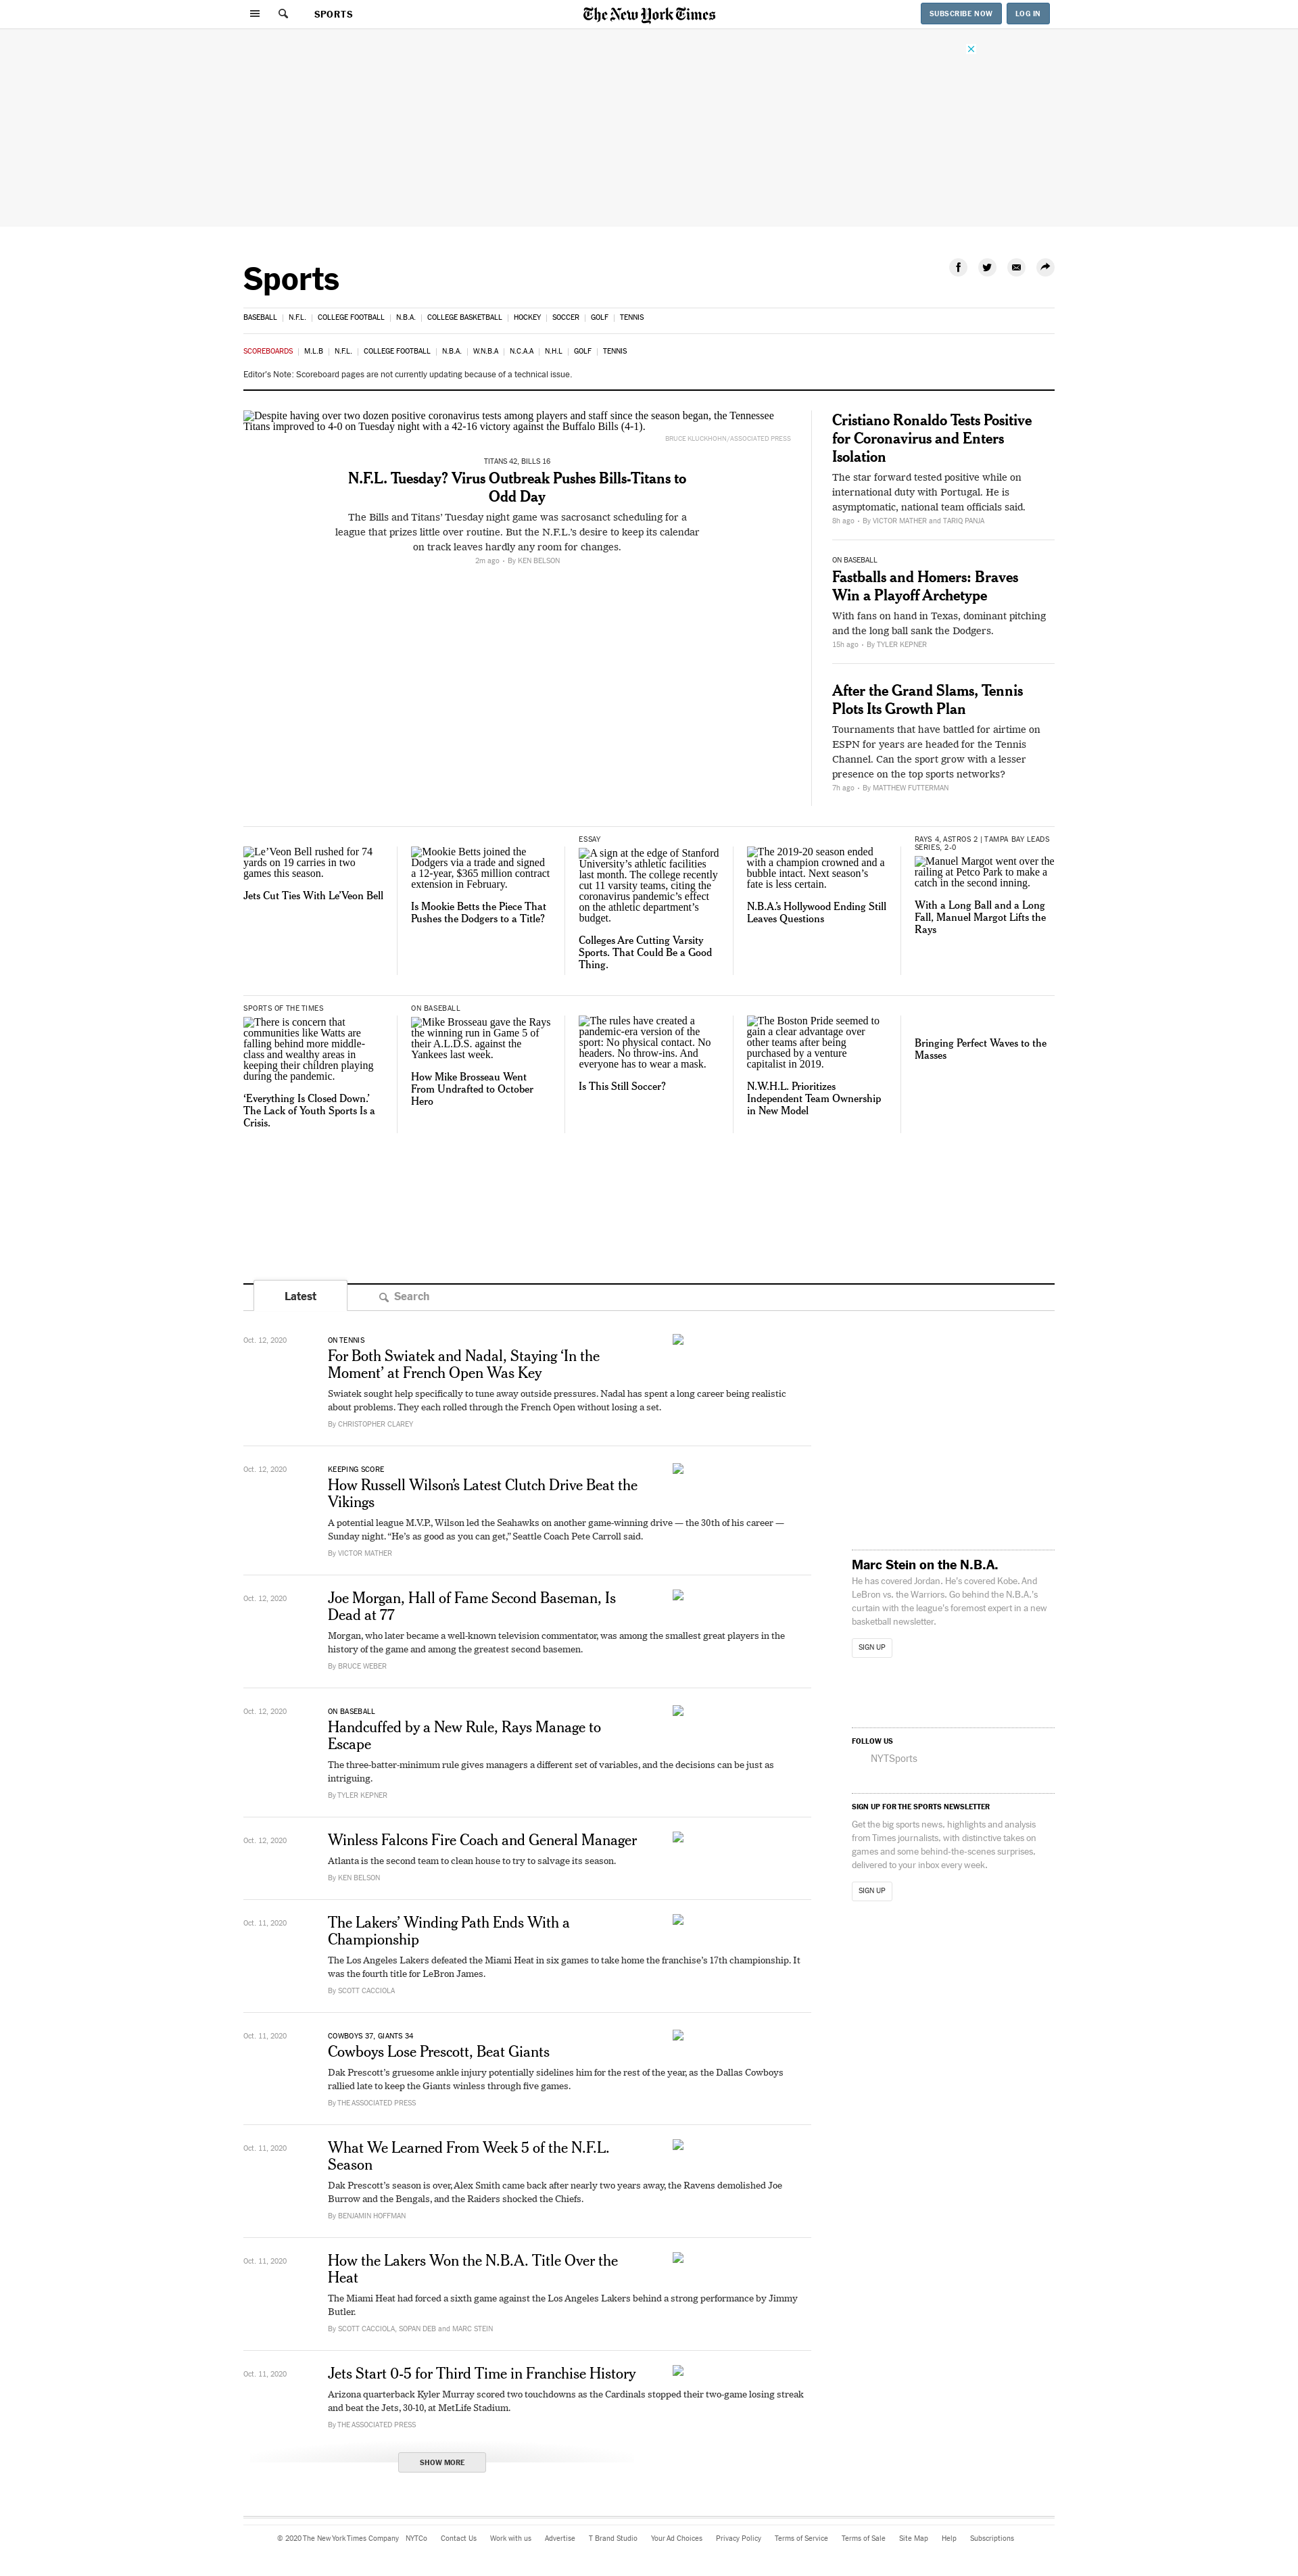 SPORTS
The New York Times
SUBSCRIBE NOW
LOG IN
Sports
BASEBALL | N.F.L. | COLLEGE FOOTBALL | N.B.A. | COLLEGE BASKETBALL | HOCKEY | SOCCER | GOLF | TENNIS
SCOREBOARDS | M.L.B | N.F.L. | COLLEGE FOOTBALL | N.B.A. | W.N.B.A | N.C.A.A | N.H.L | GOLF | TENNIS
Editor's Note: Scoreboard pages are not currently updating because of a technical issue.
Despite having over two dozen positive coronavirus tests among players and staff since the season began, the Tennessee
Titans improved to 4-0 on Tuesday night with a 42-16 victory against the Buffalo Bills (4-1).
BRUCE KLUCKHOHN/ASSOCIATED PRESS
TITANS 42, BILLS 16
N.F.L. Tuesday? Virus Outbreak Pushes Bills-Titans to
Odd Day
The Bills and Titans' Tuesday night game was sacrosanct scheduling for a
league that prizes little over routine. But the N.F.L.'s desire to keep its calendar
on track leaves hardly any room for changes.
2m ago • By KEN BELSON
Cristiano Ronaldo Tests Positive
for Coronavirus and Enters
Isolation
The star forward tested positive while on
international duty with Portugal. He is
asymptomatic, national team officials said.
8h ago • By VICTOR MATHER and TARIQ PANJA
ON BASEBALL
Fastballs and Homers: Braves
Win a Playoff Archetype
With fans on hand in Texas, dominant pitching
and the long ball sank the Dodgers.
15h ago • By TYLER KEPNER
After the Grand Slams, Tennis
Plots Its Growth Plan
Tournaments that have battled for airtime on
ESPN for years are headed for the Tennis
Channel. Can the sport grow with a lesser
presence on the top sports networks?
7h ago • By MATTHEW FUTTERMAN
Le'Veon Bell rushed for 74
yards on 19 carries in two
games this season.
Jets Cut Ties With Le'Veon Bell
Mookie Betts joined the
Dodgers via a trade and signed
a 12-year, $365 million contract
extension in February.
Is Mookie Betts the Piece That
Pushes the Dodgers to a Title?
ESSAY
A sign at the edge of Stanford
University's athletic facilities
last month. The college recently
cut 11 varsity teams, citing the
coronavirus pandemic's effect
on the athletic department's
budget.
Colleges Are Cutting Varsity
Sports. That Could Be a Good
Thing.
The 2019-20 season ended
with a champion crowned and a
bubble intact. Next season's
fate is less certain.
N.B.A.'s Hollywood Ending Still
Leaves Questions
RAYS 4, ASTROS 2 | TAMPA BAY LEADS
SERIES, 2-0
Manuel Margot went over the
railing at Petco Park to make a
catch in the second inning.
With a Long Ball and a Long
Fall, Manuel Margot Lifts the
Rays
SPORTS OF THE TIMES
There is concern that
communities like Watts are
falling behind more middle-
class and wealthy areas in
keeping their children playing
during the pandemic.
'Everything Is Closed Down.'
The Lack of Youth Sports Is a
Crisis.
ON BASEBALL
Mike Brosseau gave the Rays
the winning run in Game 5 of
their A.L.D.S. against the
Yankees last week.
How Mike Brosseau Went
From Undrafted to October
Hero
The rules have created a
pandemic-era version of the
sport: No physical contact. No
headers. No throw-ins. And
everyone has to wear a mask.
Is This Still Soccer?
The Boston Pride seemed to
gain a clear advantage over
other teams after being
purchased by a venture
capitalist in 2019.
N.W.H.L. Prioritizes
Independent Team Ownership
in New Model
Bringing Perfect Waves to the
Masses
Latest
Search
Oct. 12, 2020
ON TENNIS
For Both Swiatek and Nadal, Staying 'In the
Moment' at French Open Was Key
Swiatek sought help specifically to tune away outside pressures. Nadal has spent a long career being realistic
about problems. They each rolled through the French Open without losing a set.
By CHRISTOPHER CLAREY
Oct. 12, 2020
KEEPING SCORE
How Russell Wilson's Latest Clutch Drive Beat the
Vikings
A potential league M.V.P., Wilson led the Seahawks on another game-winning drive — the 30th of his career —
Sunday night. "He's as good as you can get," Seattle Coach Pete Carroll said.
By VICTOR MATHER
Oct. 12, 2020
Joe Morgan, Hall of Fame Second Baseman, Is
Dead at 77
Morgan, who later became a well-known television commentator, was among the smallest great players in the
history of the game and among the greatest second basemen.
By BRUCE WEBER
Oct. 12, 2020
ON BASEBALL
Handcuffed by a New Rule, Rays Manage to
Escape
The three-batter-minimum rule gives managers a different set of variables, and the decisions can be just as
intriguing.
By TYLER KEPNER
Oct. 12, 2020
Winless Falcons Fire Coach and General Manager
Atlanta is the second team to clean house to try to salvage its season.
By KEN BELSON
Oct. 11, 2020
The Lakers' Winding Path Ends With a
Championship
The Los Angeles Lakers defeated the Miami Heat in six games to take home the franchise's 17th championship. It
was the fourth title for LeBron James.
By SCOTT CACCIOLA
Oct. 11, 2020
COWBOYS 37, GIANTS 34
Cowboys Lose Prescott, Beat Giants
Dak Prescott's gruesome ankle injury potentially sidelines him for the rest of the year, as the Dallas Cowboys
rallied late to keep the Giants winless through five games.
By THE ASSOCIATED PRESS
Oct. 11, 2020
What We Learned From Week 5 of the N.F.L.
Season
Dak Prescott's season is over, Alex Smith came back after nearly two years away, the Ravens demolished Joe
Burrow and the Bengals, and the Raiders shocked the Chiefs.
By BENJAMIN HOFFMAN
Oct. 11, 2020
How the Lakers Won the N.B.A. Title Over the
Heat
The Miami Heat had forced a sixth game against the Los Angeles Lakers behind a strong performance by Jimmy
Butler.
By SCOTT CACCIOLA, SOPAN DEB and MARC STEIN
Oct. 11, 2020
Jets Start 0-5 for Third Time in Franchise History
Arizona quarterback Kyler Murray scored two touchdowns as the Cardinals stopped their two-game losing streak
and beat the Jets, 30-10, at MetLife Stadium.
By THE ASSOCIATED PRESS
SHOW MORE
Marc Stein on the N.B.A.
He has covered Jordan. He's covered Kobe. And
LeBron vs. the Warriors. Go behind the N.B.A.'s
curtain with the league's foremost expert in a new
basketball newsletter.
SIGN UP
FOLLOW US
NYTSports
SIGN UP FOR THE SPORTS NEWSLETTER
Get the big sports news, highlights and analysis
from Times journalists, with distinctive takes on
games and some behind-the-scenes surprises,
delivered to your inbox every week.
SIGN UP
© 2020 The New York Times Company NYTCo Contact Us Work with us Advertise T Brand Studio Your Ad Choices Privacy Policy Terms of Service Terms of Sale Site Map Help Subscriptions